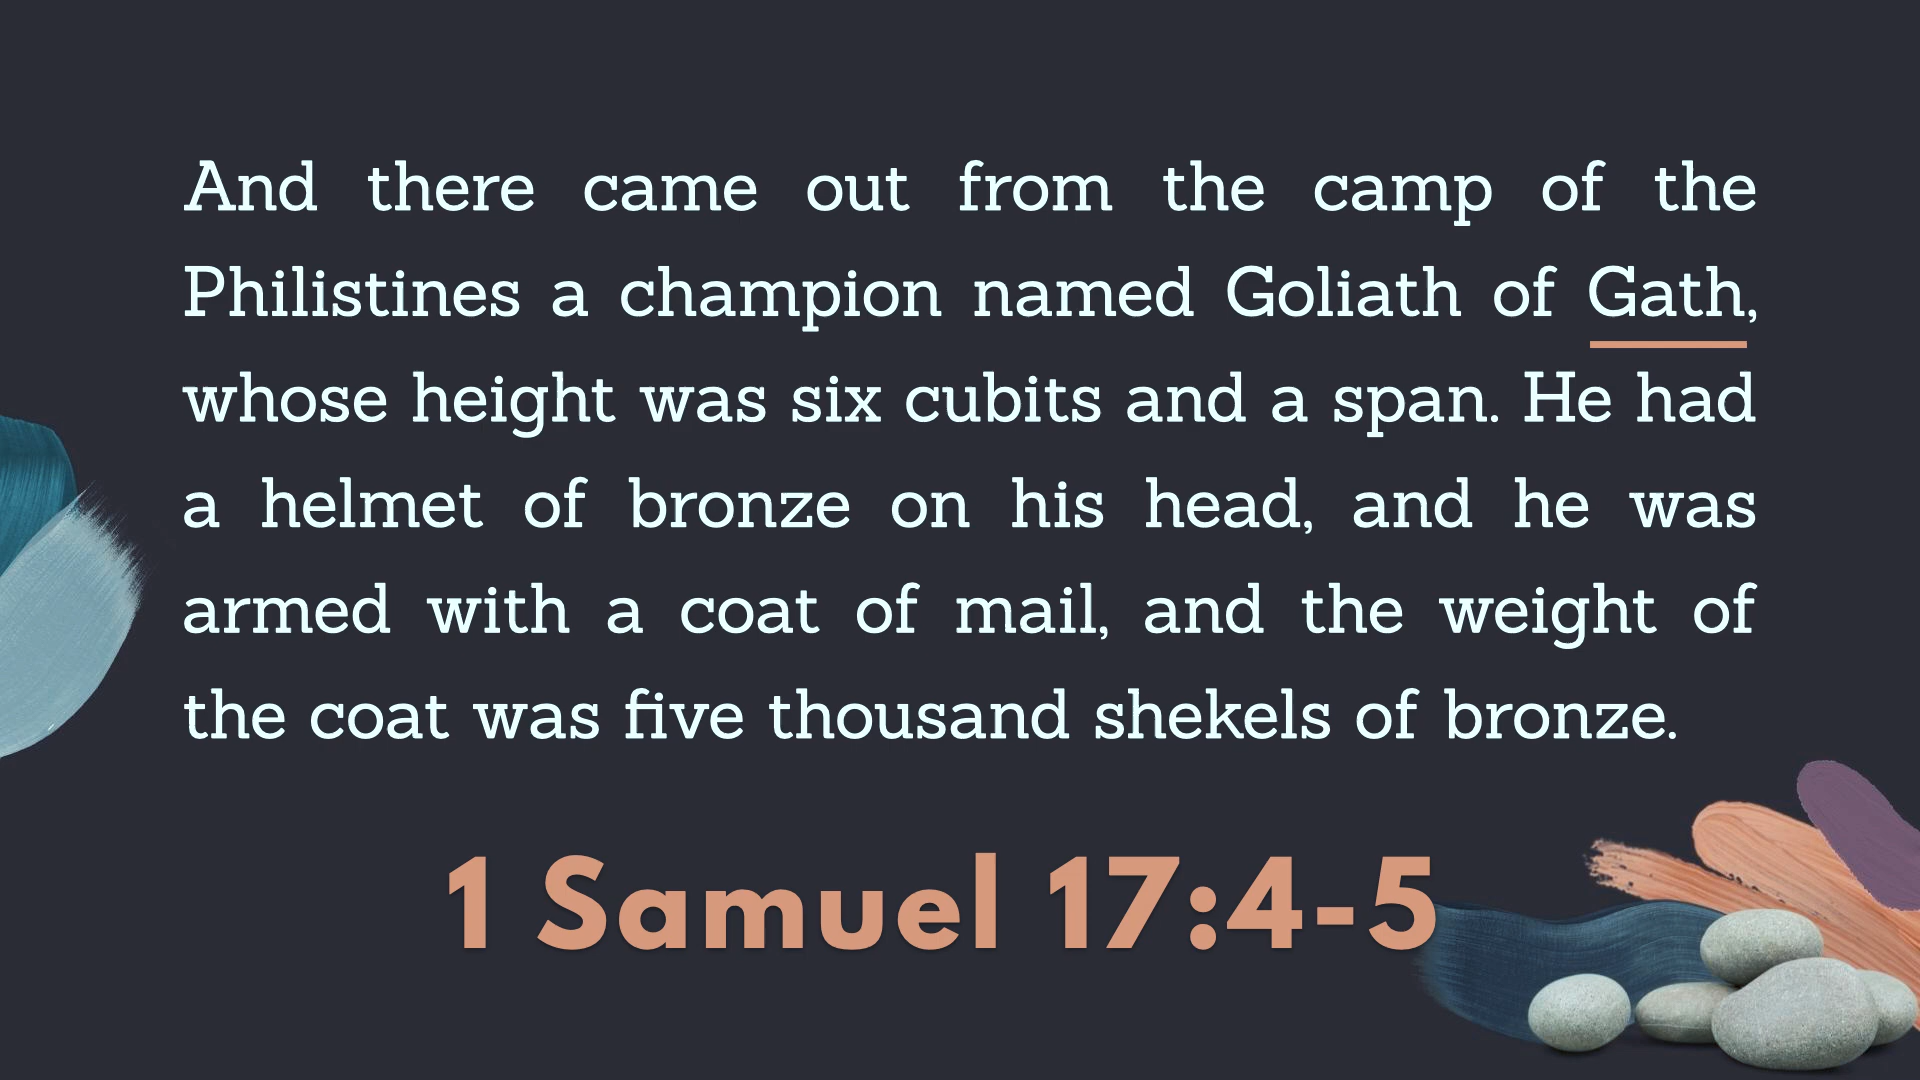 And there came out from the camp of the
Philistines a champion named Goliath of Gath,
whose height was six cubits and a span. He had
a helmet of bronze on his head, and he was
armed with a coat of mail, and the weight of
the coat was five thousand shekels of bronze.
1 Samuel 17:4-5